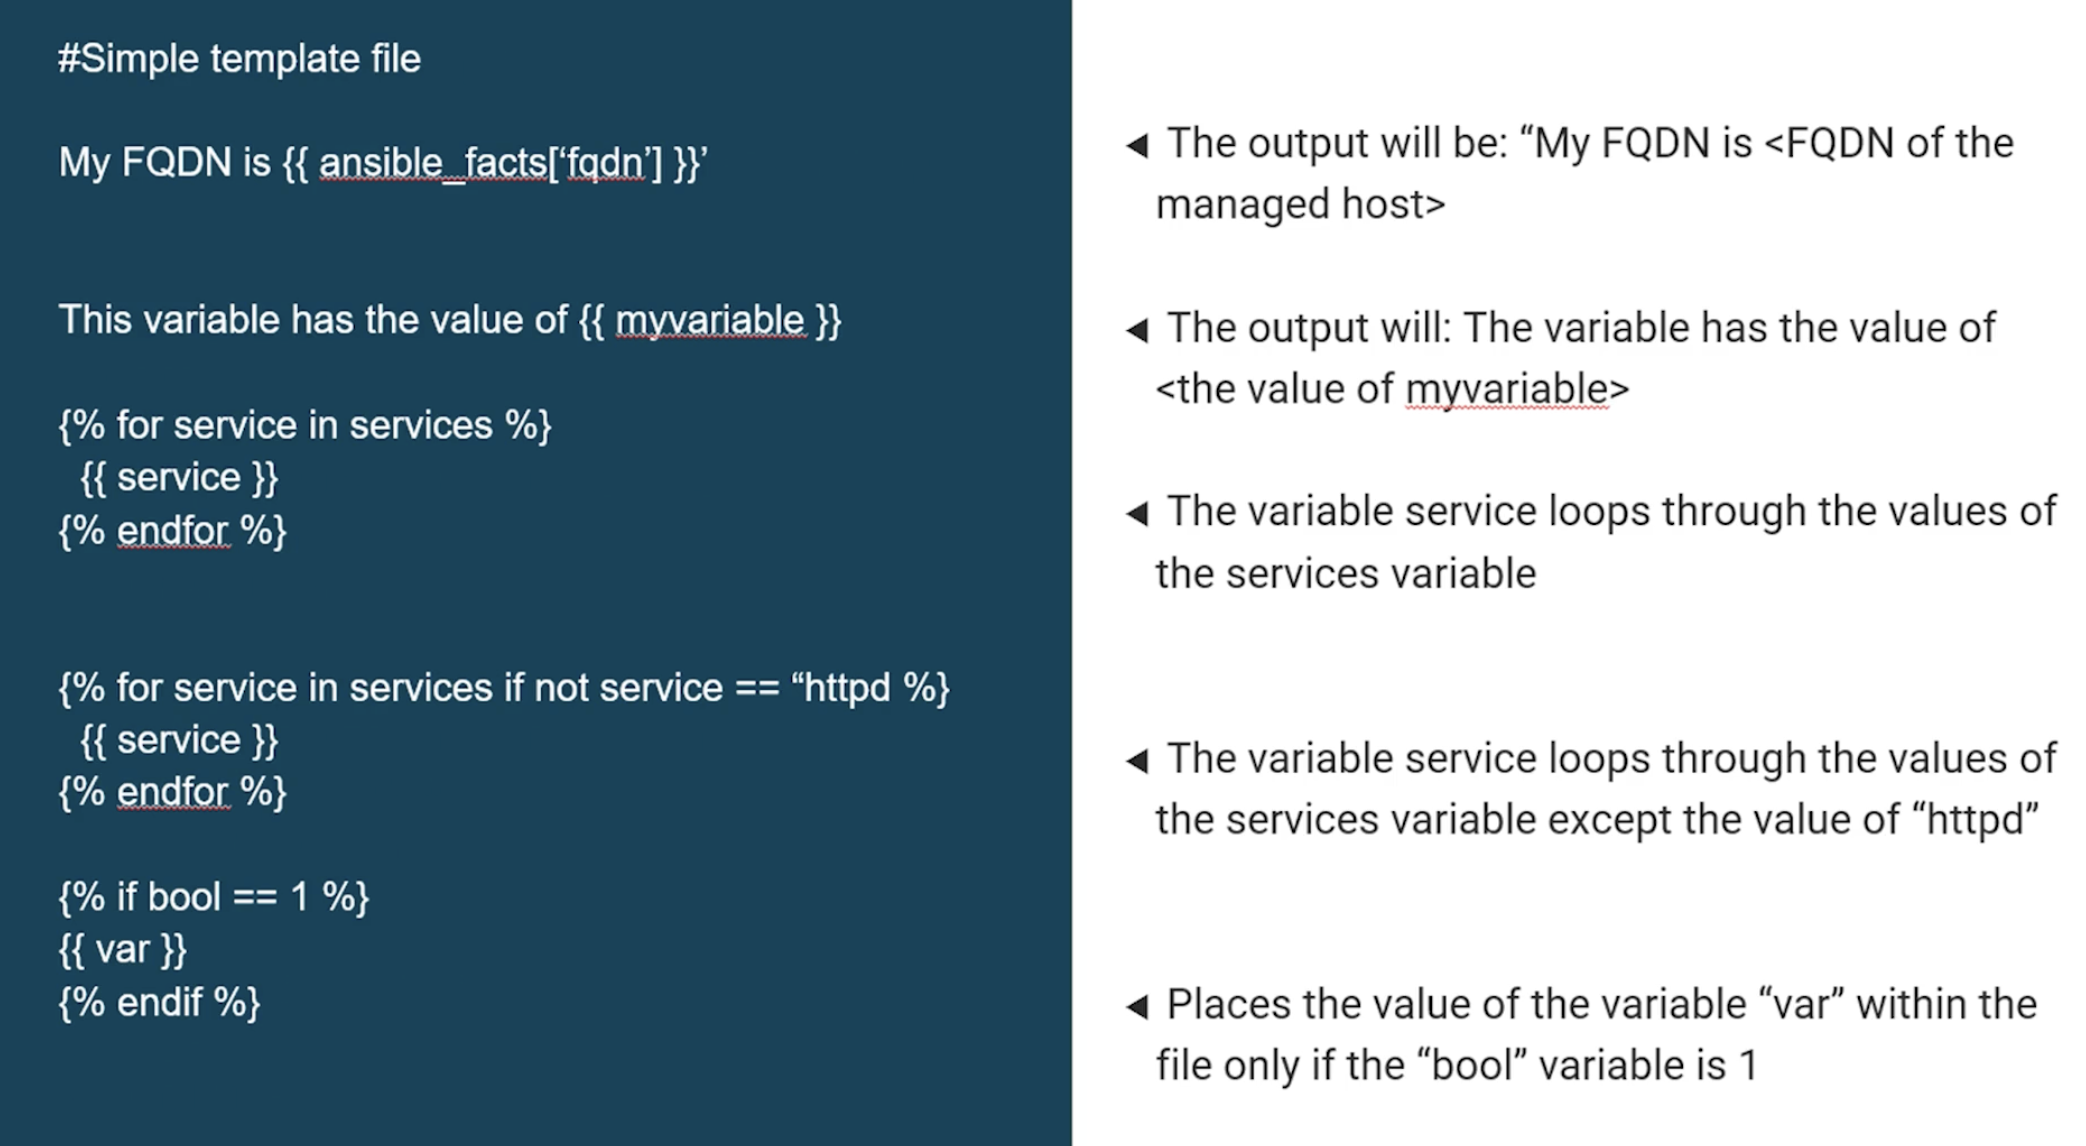 #Simple template file
My FQDN is {{ ansible_facts[‘fqdn’] }}’
This variable has the value of {{ myvariable }}
{% for service in services %}
{{ service }}
{% endfor %}
{% for service in services if not service == “httpd %}
{{ service }}
{% endfor %}
{% if bool == 1 %}
{{ var }}
{% endif %}
◀ The output will be: “My FQDN is <FQDN of the
managed host>
◀ The output will: The variable has the value of
<the value of myvariable>
◀ The variable service loops through the values of
the services variable
◀ The variable service loops through the values of
the services variable except the value of “httpd”
◀ Places the value of the variable “var” within the
file only if the “bool” variable is 1